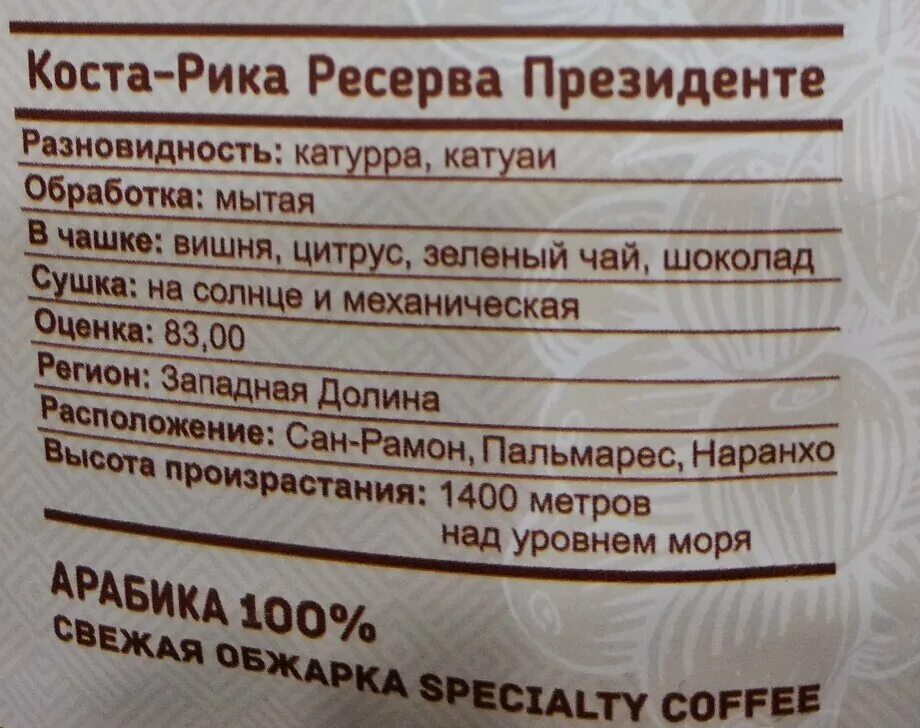 Коста-Рика Ресерва Президенте
Разновидность: катурра, катуаи
Обработка: мытая
В чашке: вишня, цитрус, зеленый чай, шоколад
Сушка: на солнце и механическая
Оценка: 83,00
Регион: Западная Долина
Расположение: Сан-Рамон, Пальмарес, Наранхо
Высота произрастания: 1400 метров
над уровнем моря
АРАБИКА 100%
СВЕЖАЯ ОБЖАРКА SPECIALTY COFFEE